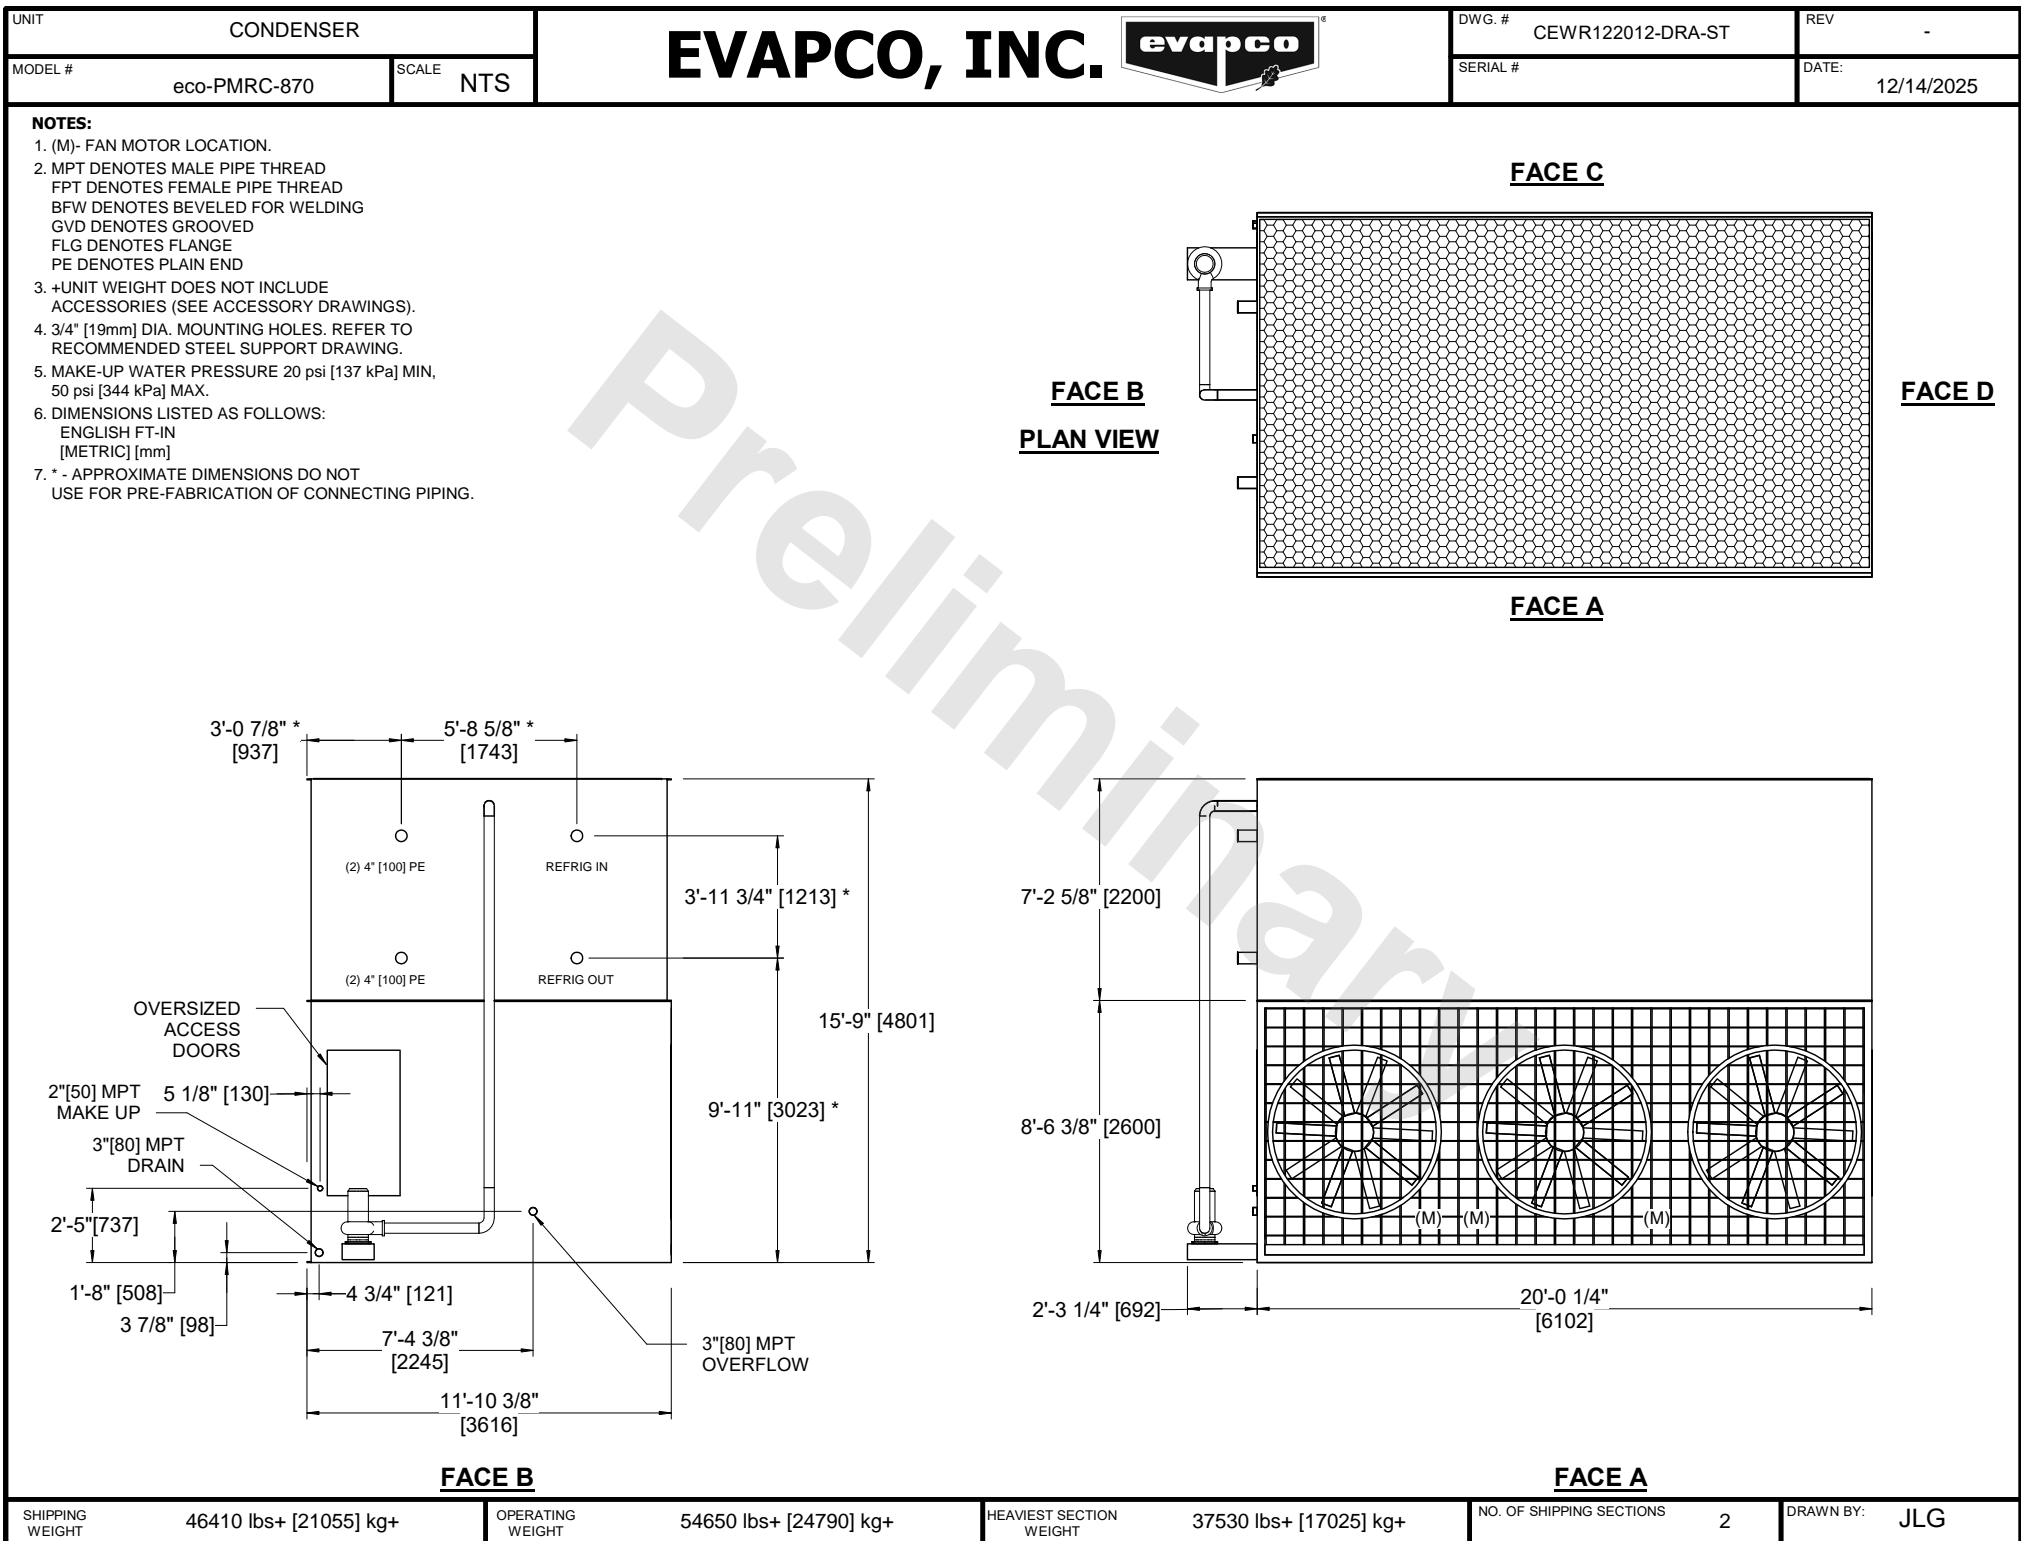 UNIT
CONDENSER
MODEL #
eco-PMRC-870
SCALE
NTS
EVAPCO, INC.
evapco
®
DWG. #
CEWR122012-DRA-ST
REV
-
SERIAL #
DATE:
12/14/2025
NOTES:
1. (M)- FAN MOTOR LOCATION.
2. MPT DENOTES MALE PIPE THREAD
FPT DENOTES FEMALE PIPE THREAD
BFW DENOTES BEVELED FOR WELDING
GVD DENOTES GROOVED
FLG DENOTES FLANGE
PE DENOTES PLAIN END
3. +UNIT WEIGHT DOES NOT INCLUDE
ACCESSORIES (SEE ACCESSORY DRAWINGS).
4. 3/4" [19mm] DIA. MOUNTING HOLES. REFER TO
RECOMMENDED STEEL SUPPORT DRAWING.
5. MAKE-UP WATER PRESSURE 20 psi [137 kPa] MIN,
50 psi [344 kPa] MAX.
6. DIMENSIONS LISTED AS FOLLOWS:
ENGLISH FT-IN
[METRIC] [mm]
7. * - APPROXIMATE DIMENSIONS DO NOT
USE FOR PRE-FABRICATION OF CONNECTING PIPING.
Preliminary
FACE C
FACE B
PLAN VIEW
FACE D
FACE A
3'-0 7/8" *
[937]
5'-8 5/8" *
[1743]
(2) 4" [100] PE
REFRIG IN
3'-11 3/4" [1213] *
(2) 4" [100] PE
REFRIG OUT
OVERSIZED
ACCESS
DOORS
15'-9" [4801]
2"[50] MPT
MAKE UP
5 1/8" [130]
9'-11" [3023] *
3"[80] MPT
DRAIN
2'-5"[737]
1'-8" [508]
4 3/4" [121]
3 7/8" [98]
7'-4 3/8"
[2245]
3"[80] MPT
OVERFLOW
11'-10 3/8"
[3616]
FACE B
7'-2 5/8" [2200]
8'-6 3/8" [2600]
(M)
(M)
(M)
2'-3 1/4" [692]
20'-0 1/4"
[6102]
FACE A
SHIPPING
WEIGHT
46410 lbs+ [21055] kg+
OPERATING
WEIGHT
54650 lbs+ [24790] kg+
HEAVIEST SECTION
WEIGHT
37530 lbs+ [17025] kg+
NO. OF SHIPPING SECTIONS
2
DRAWN BY:
JLG